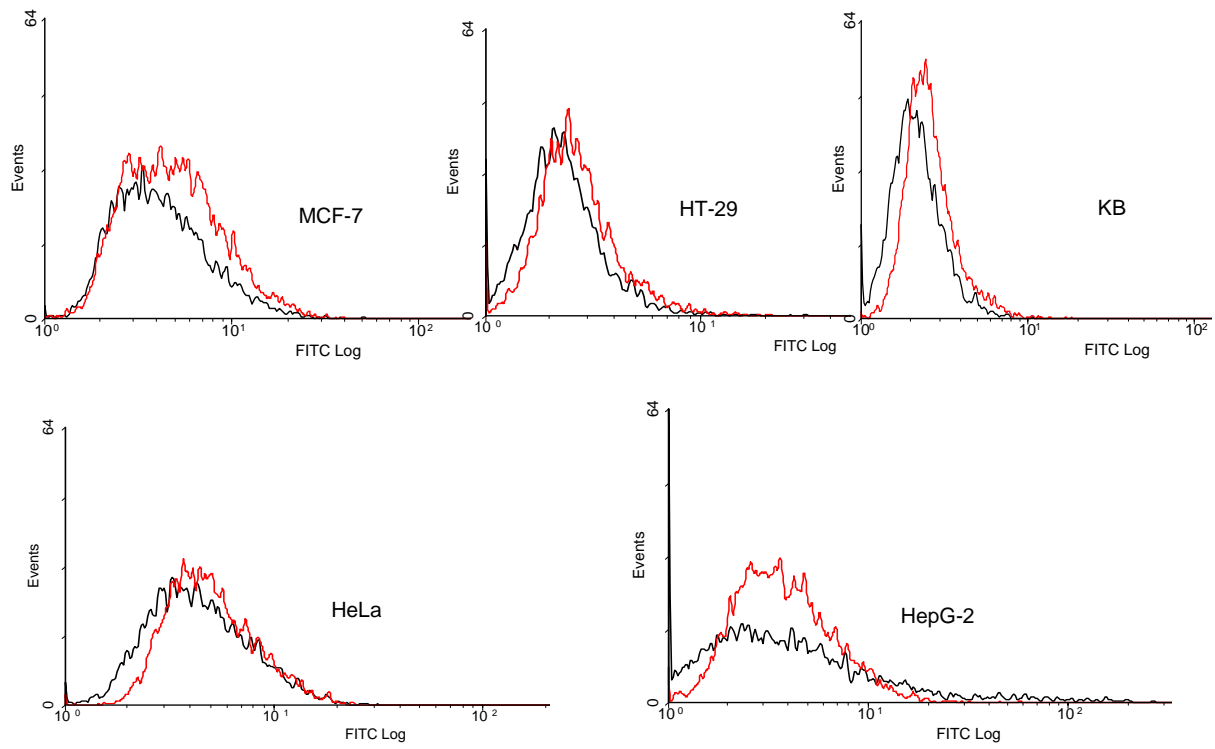 64
Events
MCF-7
0
10⁰
10¹
10²
FITC Log
64
Events
HT-29
0
10⁰
10¹
FITC Log
64
Events
KB
0
10⁰
10¹
10²
FITC Log
64
Events
HeLa
0
10⁰
10¹
10²
FITC Log
64
Events
HepG-2
0
10⁰
10¹
10²
FITC Log